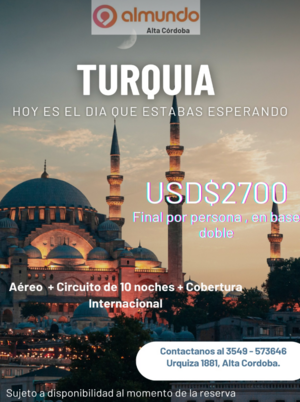 almundo
Alta Córdoba
TURQUIA
HOY ES EL DIA QUE ESTABAS ESPERANDO
USD$2700
Final por persona , en base
doble
Aéreo + Circuito de 10 noches + Cobertura
Internacional
Contactanos al 3549 - 573646
Urquiza 1881, Alta Cordoba.
Sujeto a disponibilidad al momento de la reserva